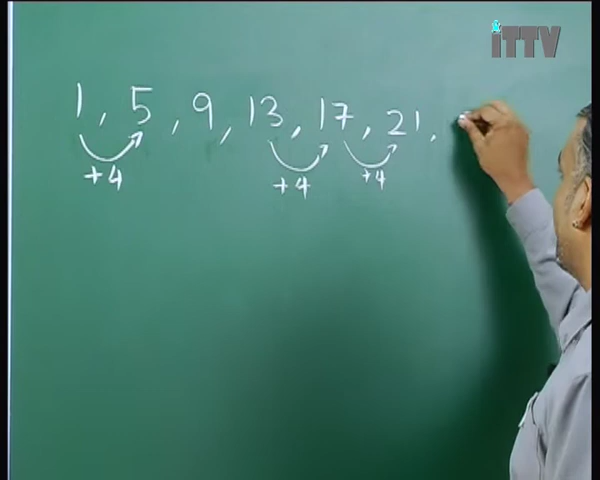 iTTV
1, 5, 9, 13, 17, 21,
+4 +4 +4